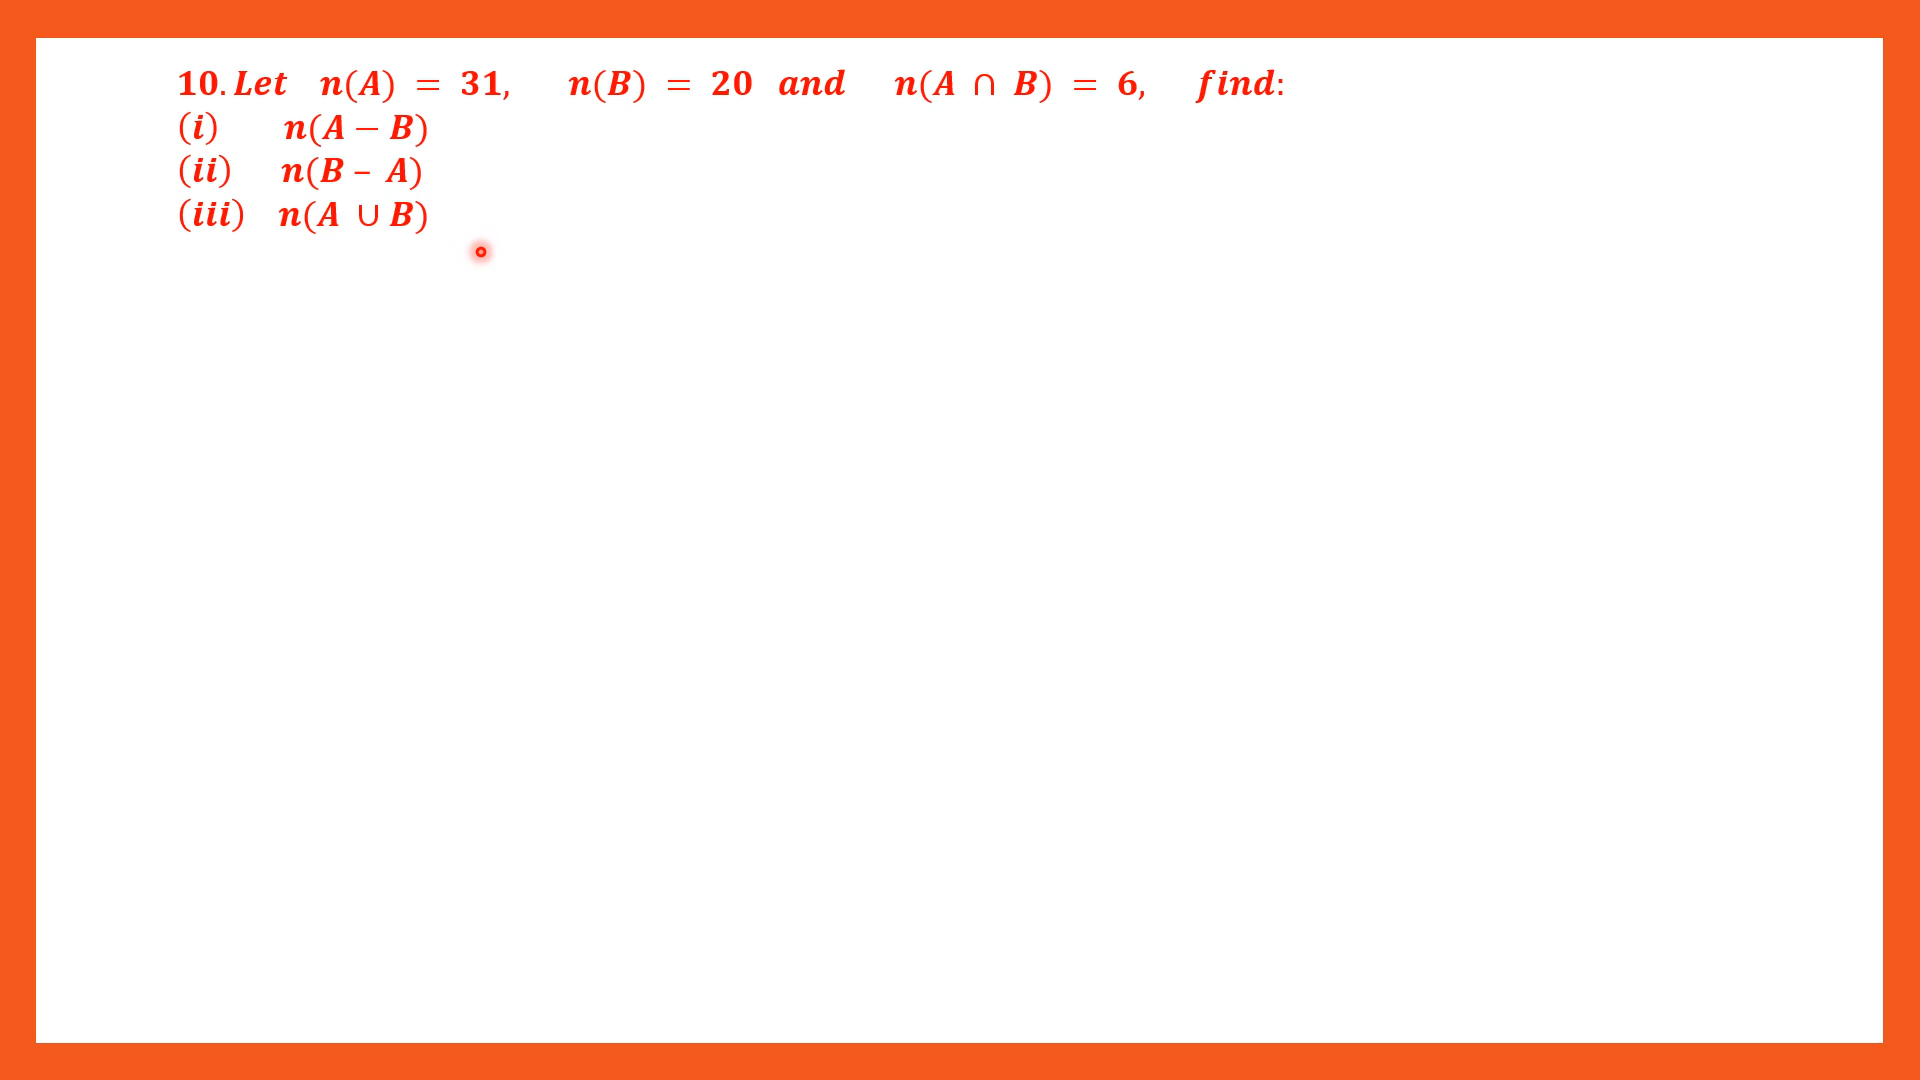 10. Let n(A) = 31, n(B) = 20 and n(A ∩ B) = 6, find:
(i) n(A − B)
(ii) n(B – A)
(iii) n(A ∪ B)